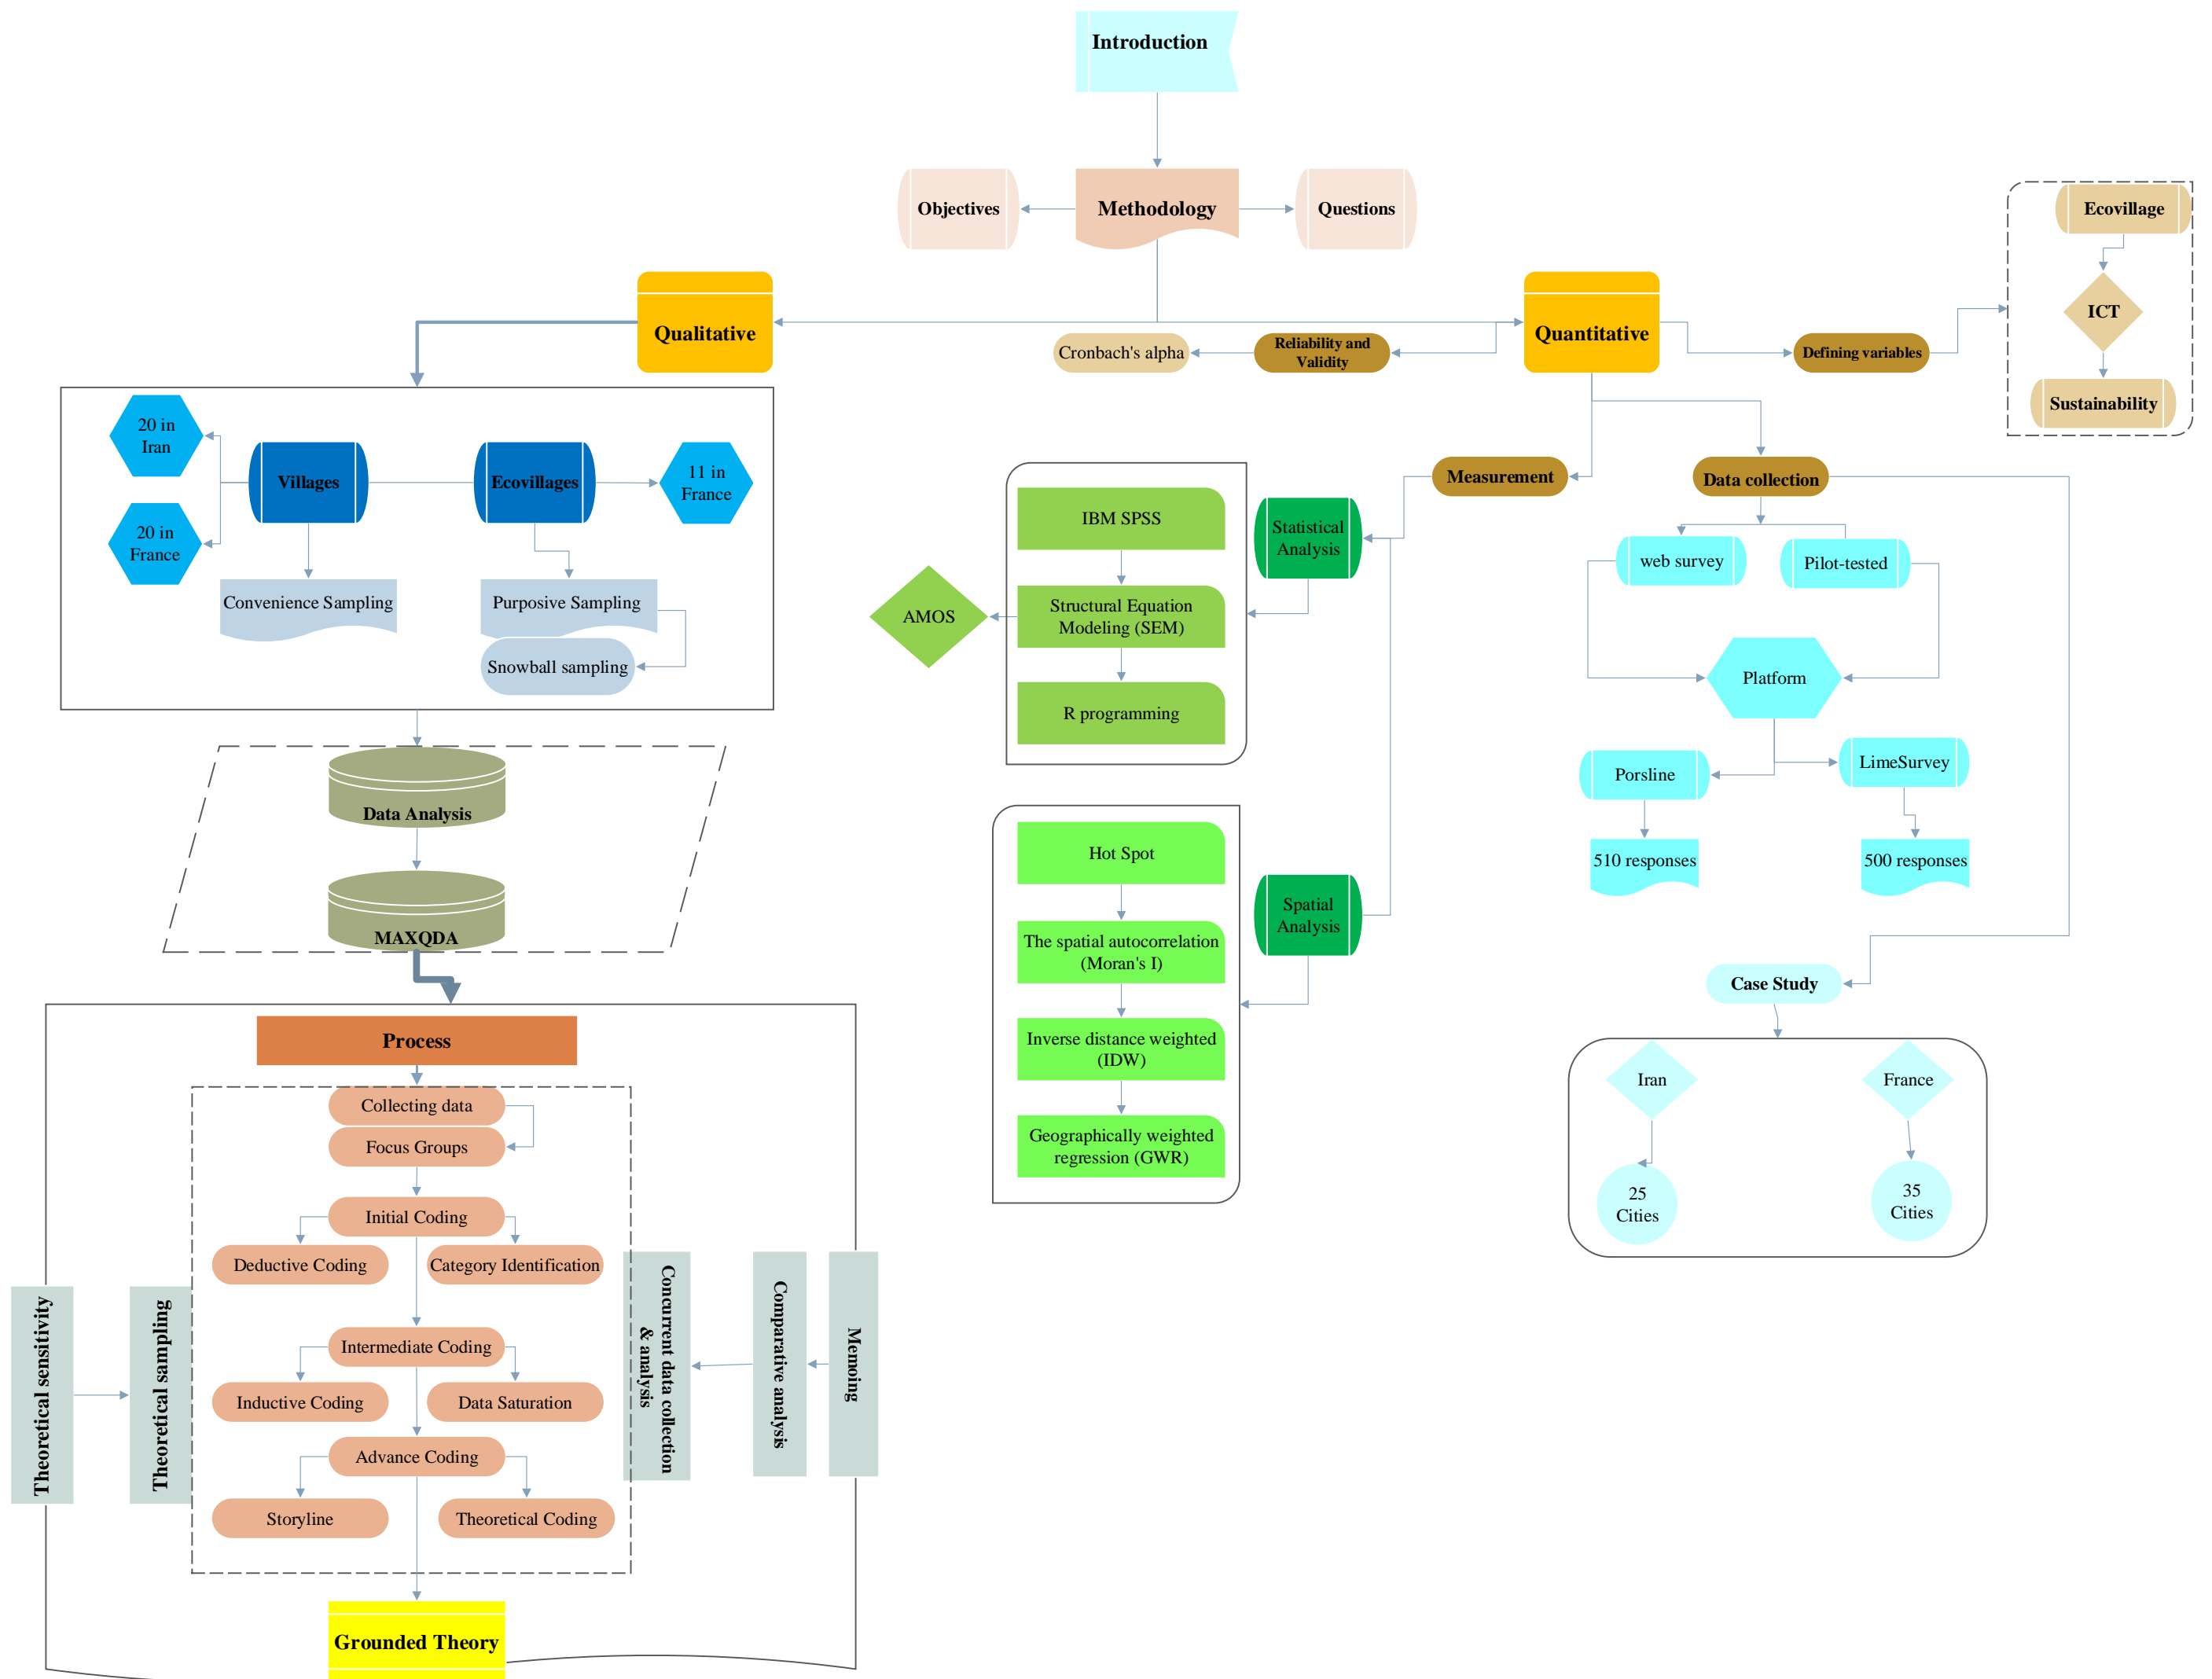 Introduction
Objectives
Methodology
Questions
Ecovillage
ICT
Sustainability
Qualitative
Quantitative
Cronbach's alpha
Reliability and
Validity
Defining variables
20 in
Iran
20 in
France
Villages
Ecovillages
11 in
France
Convenience Sampling
Purposive Sampling
Snowball sampling
Data Analysis
MAXQDA
Process
Collecting data
Focus Groups
Initial Coding
Deductive Coding
Category Identification
Intermediate Coding
Inductive Coding
Data Saturation
Advance Coding
Storyline
Theoretical Coding
Grounded Theory
Theoretical sensitivity
Theoretical sampling
Concurrent data collection
& analysis
Comparative analysis
Memoing
Measurement
Data collection
IBM SPSS
Structural Equation
Modeling (SEM)
R programming
AMOS
Statistical
Analysis
Hot Spot
The spatial autocorrelation
(Moran's I)
Inverse distance weighted
(IDW)
Geographically weighted
regression (GWR)
Spatial
Analysis
web survey
Pilot-tested
Platform
Porsline
LimeSurvey
510 responses
500 responses
Case Study
Iran
France
25
Cities
35
Cities